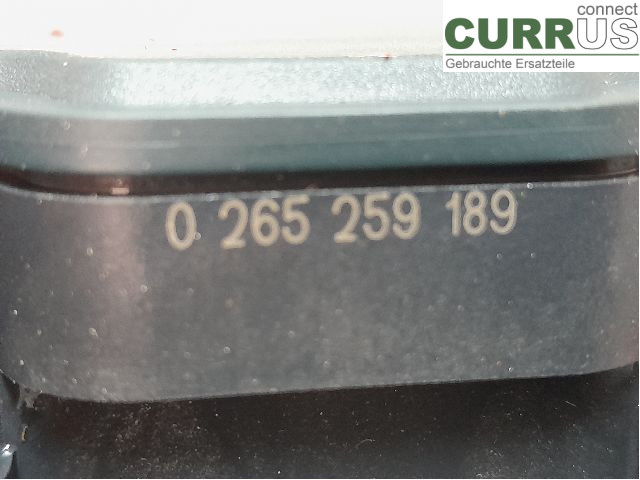 connect
CURRUS
Gebrauchte Ersatzteile
0 265 259 189